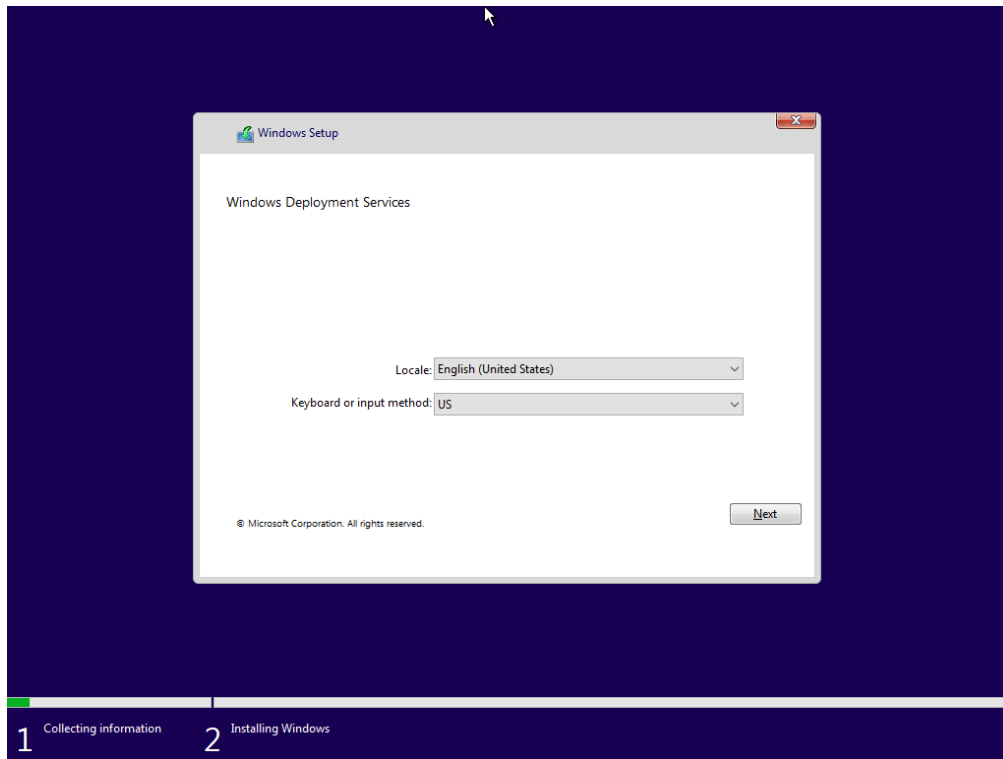 Windows Setup
Windows Deployment Services
Locale: English (United States)
Keyboard or input method: US
Next
© Microsoft Corporation. All rights reserved.
1 Collecting information 2 Installing Windows